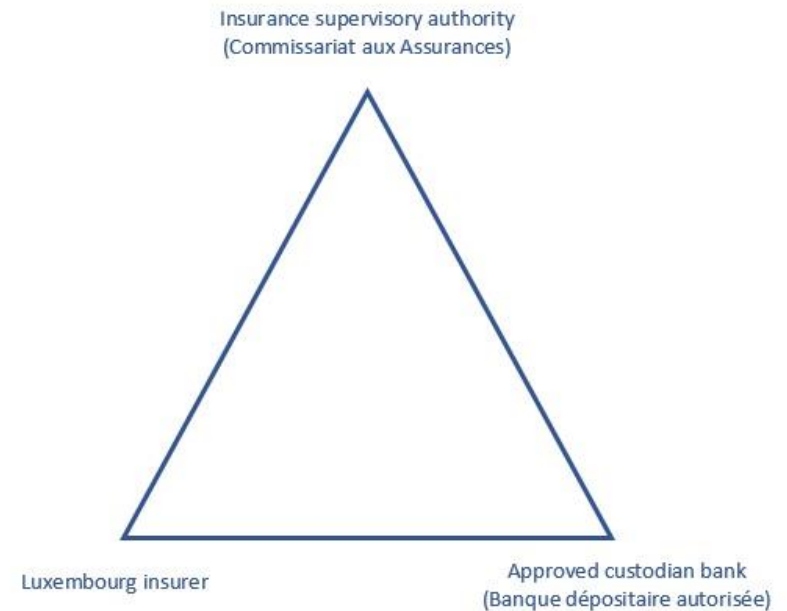 Insurance supervisory authority
(Commissariat aux Assurances)
Luxembourg insurer
Approved custodian bank
(Banque dépositaire autorisée)